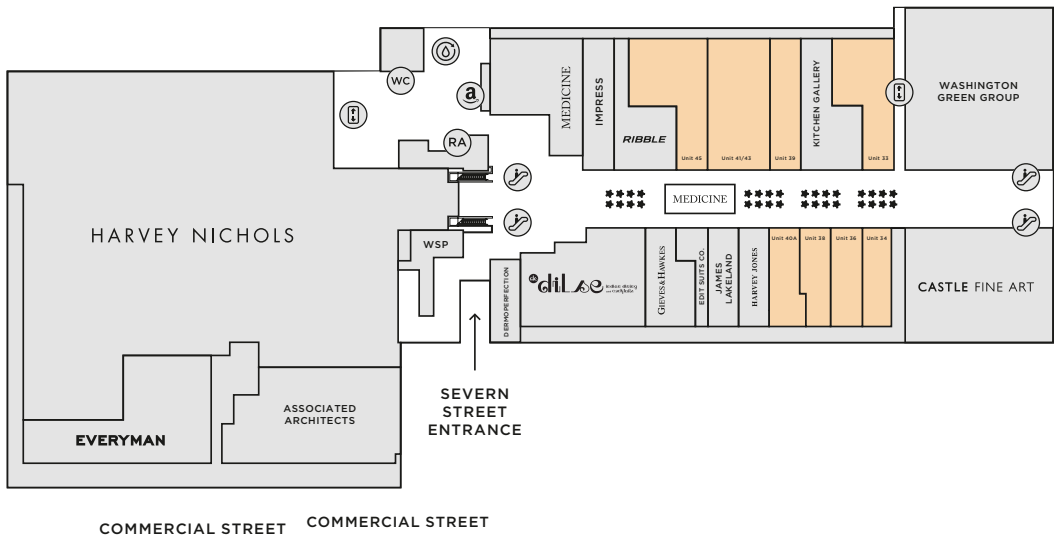 WC
a
RA
MEDICINE
IMPRESS
RIBBLE
Unit 45
Unit 41/43
Unit 39
KITCHEN GALLERY
Unit 33
WASHINGTON
GREEN GROUP
MEDICINE
HARVEY NICHOLS
WSP
DERMOPERFECTION
dilse
indian dining
GIEVES & HAWKES
EDIT SUITS CO.
JAMES
LAKELAND
HARVEY JONES
Unit 40A
Unit 38
Unit 36
Unit 34
CASTLE FINE ART
SEVERN
STREET
ENTRANCE
ASSOCIATED
ARCHITECTS
EVERYMAN
COMMERCIAL STREET
COMMERCIAL STREET